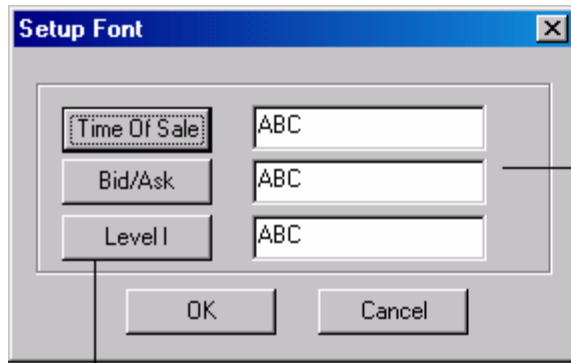 Setup Font
Time Of Sale ABC
Bid/Ask ABC
Level I ABC
OK Cancel